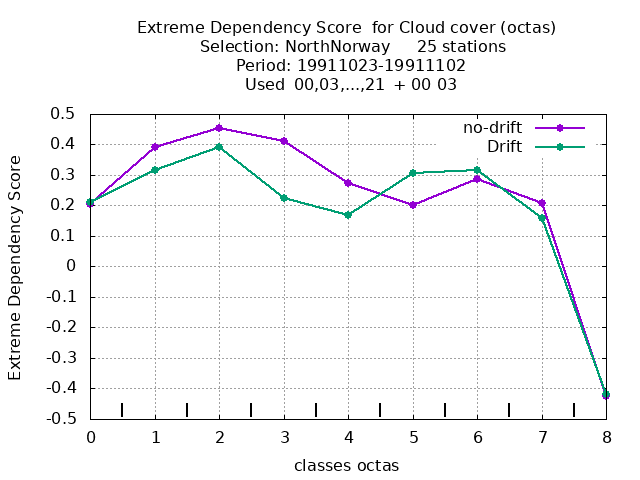 Extreme Dependency Score  for Cloud cover (octas)
Selection: NorthNorway     25 stations
Period: 19911023-19911102
Used  00,03,...,21  + 00 03
no-drift
Drift
Extreme Dependency Score
0.5
0.4
0.3
0.2
0.1
0
-0.1
-0.2
-0.3
-0.4
-0.5
0 1 2 3 4 5 6 7 8
classes octas